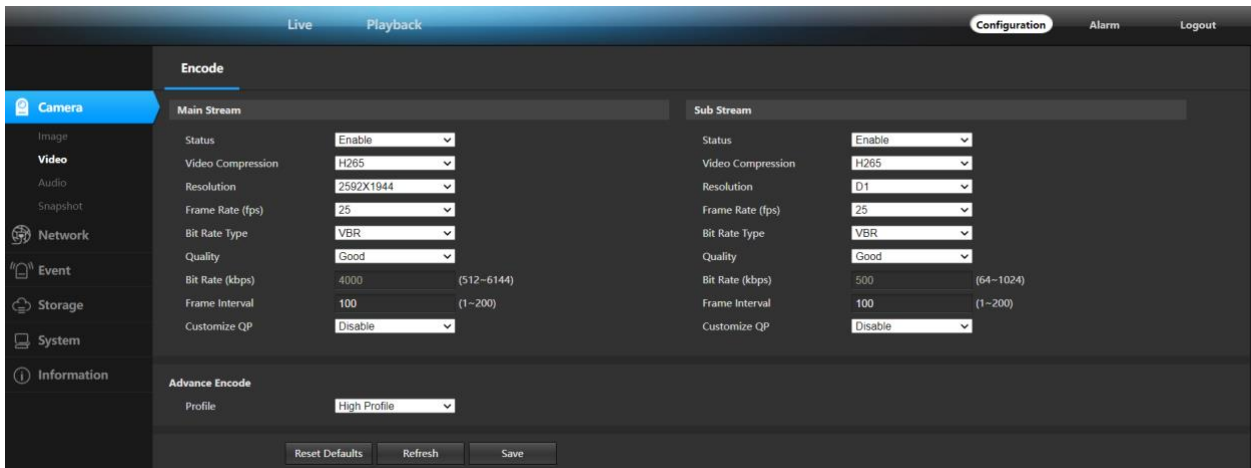 Live Playback Configuration Alarm Logout
Encode
Camera
Image
Video
Audio
Snapshot
Network
Event
Storage
System
Information
Main Stream
Status Enable
Video Compression H265
Resolution 2592X1944
Frame Rate (fps) 25
Bit Rate Type VBR
Quality Good
Bit Rate (kbps) 4000 (512~6144)
Frame Interval 100 (1~200)
Customize QP Disable
Sub Stream
Status Enable
Video Compression H265
Resolution D1
Frame Rate (fps) 25
Bit Rate Type VBR
Quality Good
Bit Rate (kbps) 500 (64~1024)
Frame Interval 100 (1~200)
Customize QP Disable
Advance Encode
Profile High Profile
Reset Defaults Refresh Save